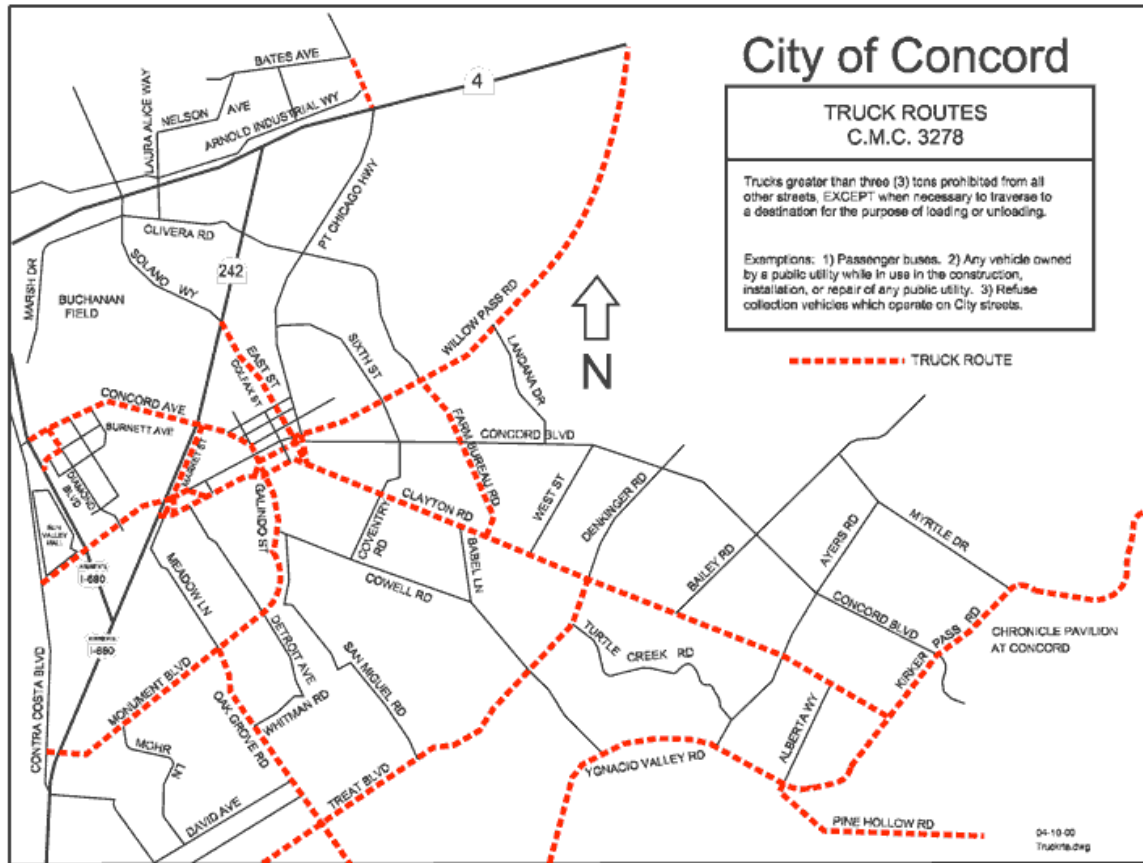 City of Concord
TRUCK ROUTES
C.M.C. 3278
Trucks greater than three (3) tons prohibited from all
other streets, EXCEPT when necessary to traverse to
a destination for the purpose of loading or unloading.
Exemptions: 1) Passenger buses. 2) Any vehicle owned
by a public utility while in use in the construction,
installation, or repair of any public utility. 3) Refuse
collection vehicles which operate on City streets.
TRUCK ROUTE
N
BATES AVE
4
LAURA ALICE WAY
NELSON AVE
ARNOLD INDUSTRIAL WY
PT CHICAGO HWY
OLIVERA RD
SOLANO WY
242
MARSH DR
BUCHANAN
FIELD
WILLOW PASS RD
LANDANA DR
EAST ST
COLFAX ST
SIXTH ST
CONCORD AVE
BURNETT AVE
FARM BUREAU RD
CONCORD BLVD
MARKET ST
DIAMOND
BLVD
GALINDO ST
CLAYTON RD
WEST ST
DENKINGER RD
SUN
VALLEY
MALL
COVENTRY
RD
BABEL LN
BAILEY RD
AYERS RD
MYRTLE DR
I-680
MEADOW LN
COWELL RD
CONCORD BLVD
I-680
DETROIT AVE
TURTLE
CREEK RD
KIRKER PASS RD
CHRONICLE PAVILION
AT CONCORD
CONTRA COSTA BLVD
MONUMENT BLVD
SAN MIGUEL RD
OAK GROVE RD
WHITMAN RD
ALBERTA WY
MOHR
LN
TREAT BLVD
YGNACIO VALLEY RD
DAVID AVE
PINE HOLLOW RD
04-10-00
Truckrte.dwg